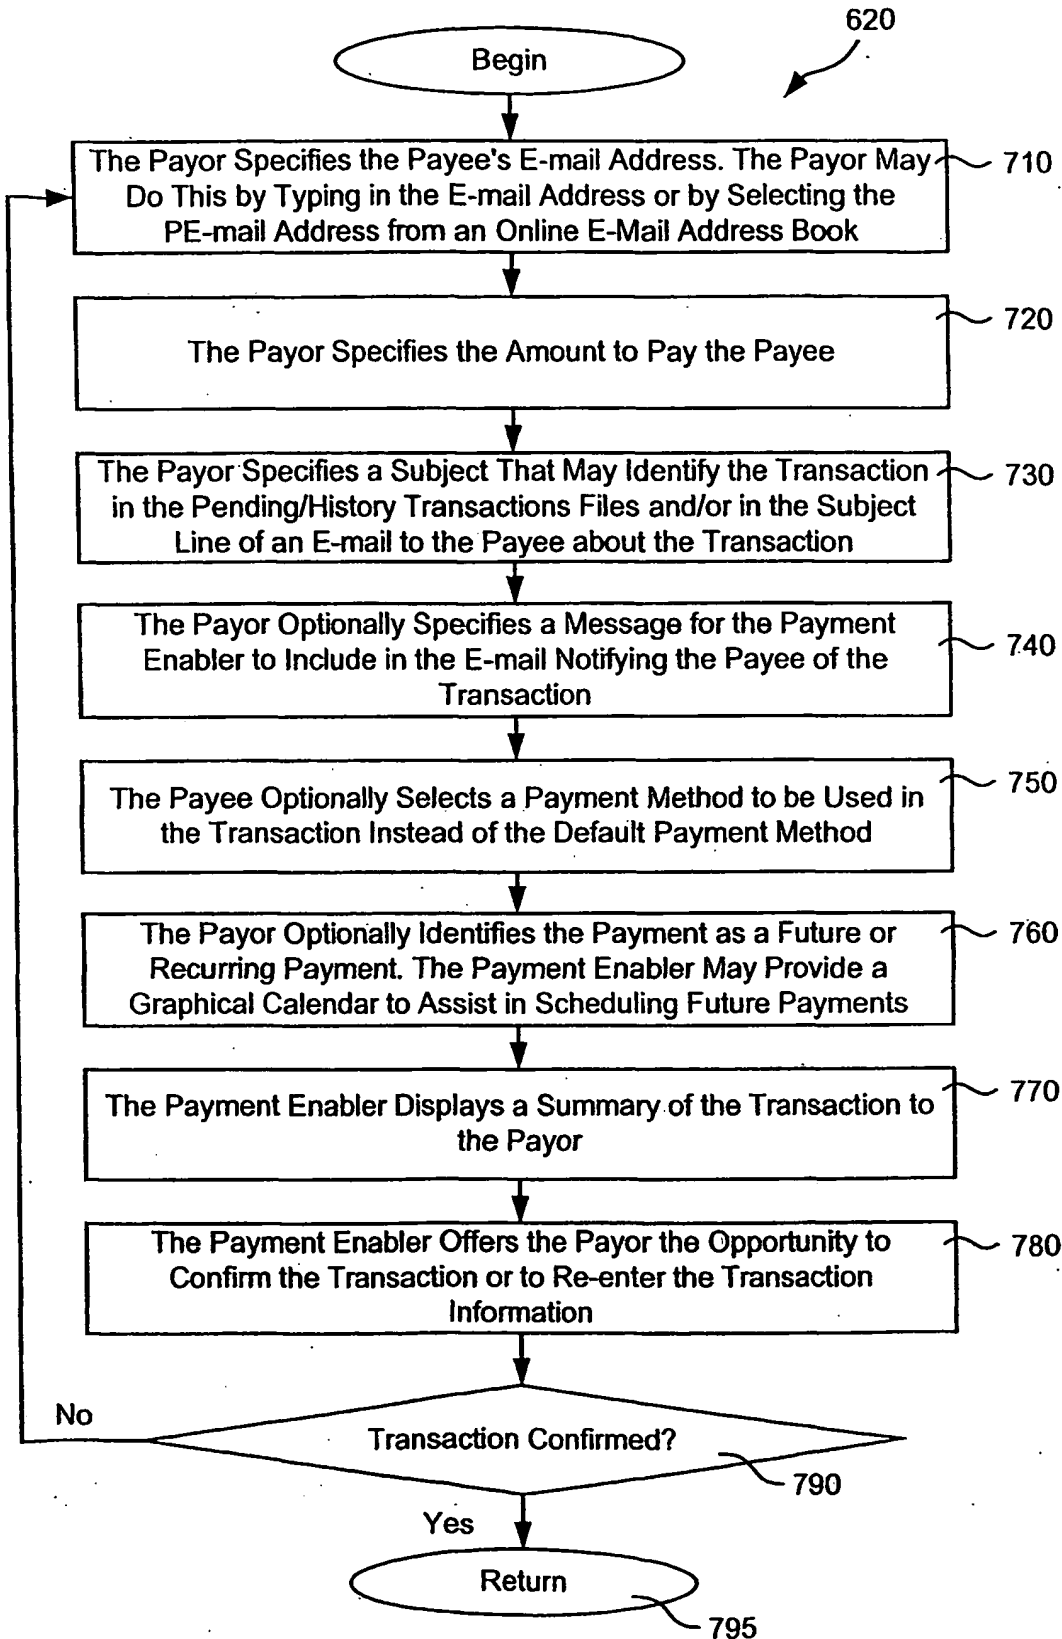 620
Begin
The Payor Specifies the Payee's E-mail Address. The Payor May
Do This by Typing in the E-mail Address or by Selecting the
PE-mail Address from an Online E-Mail Address Book
710
The Payor Specifies the Amount to Pay the Payee
720
The Payor Specifies a Subject That May Identify the Transaction
in the Pending/History Transactions Files and/or in the Subject
Line of an E-mail to the Payee about the Transaction
730
The Payor Optionally Specifies a Message for the Payment
Enabler to Include in the E-mail Notifying the Payee of the
Transaction
740
The Payee Optionally Selects a Payment Method to be Used in
the Transaction Instead of the Default Payment Method
750
The Payor Optionally Identifies the Payment as a Future or
Recurring Payment. The Payment Enabler May Provide a
Graphical Calendar to Assist in Scheduling Future Payments
760
The Payment Enabler Displays a Summary of the Transaction to
the Payor
770
The Payment Enabler Offers the Payor the Opportunity to
Confirm the Transaction or to Re-enter the Transaction
Information
780
No
Transaction Confirmed?
790
Yes
Return
795